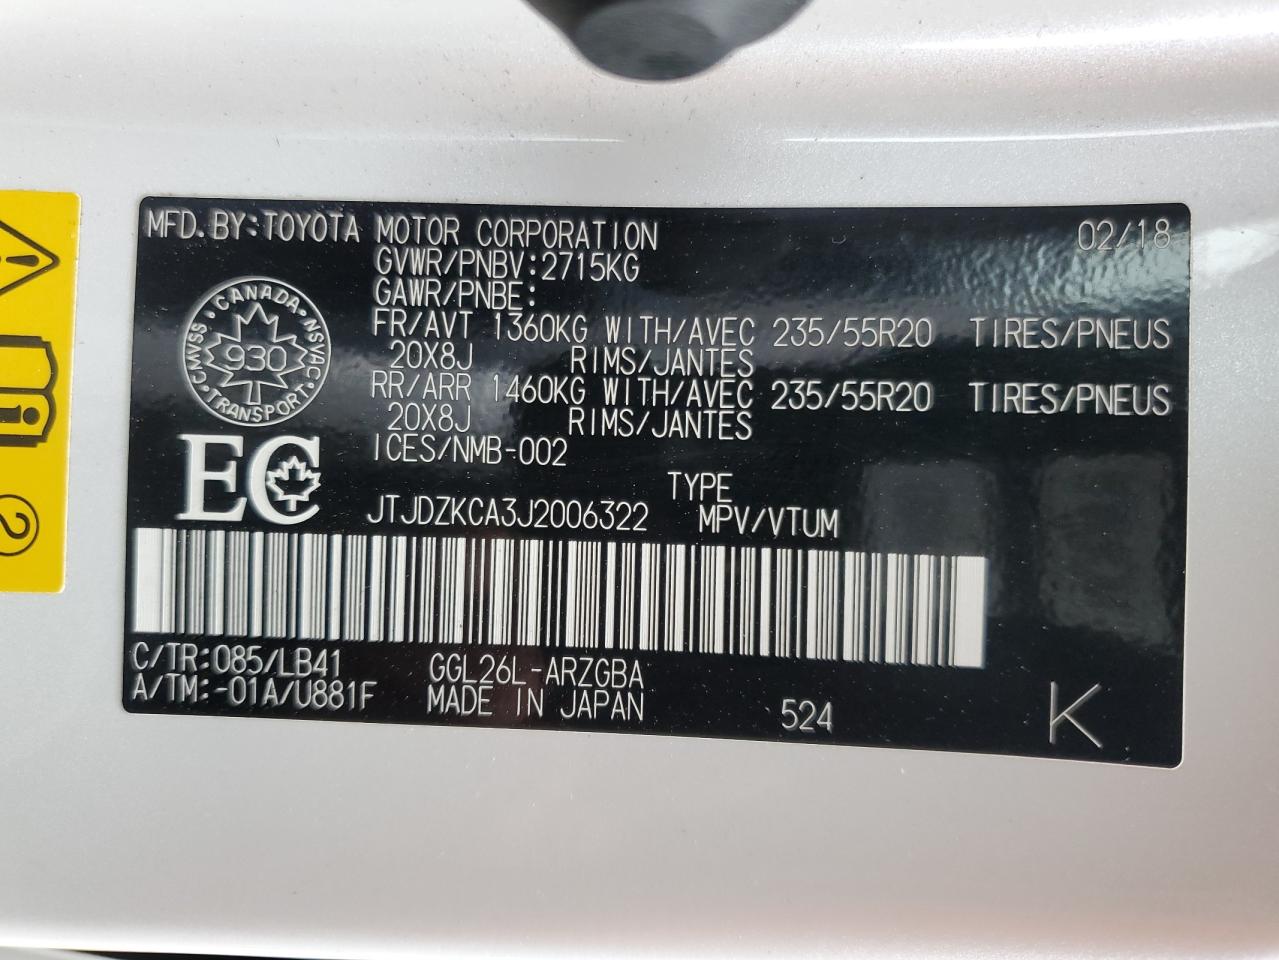 MFD.BY:TOYOTA MOTOR CORPORATION 02/18
GVWR/PNBV:2715KG
GAWR/PNBE:
FR/AVT 1360KG WITH/AVEC 235/55R20 TIRES/PNEUS
20X8J RIMS/JANTES
RR/ARR 1460KG WITH/AVEC 235/55R20 TIRES/PNEUS
20X8J RIMS/JANTES
ICES/NMB-002
CANADA·NSVAC·TRANSPORT·CMVSS·
930
EC
TYPE
JTJDZKCA3J2006322 MPV/VTUM
C/TR:085/LB41 GGL26L-ARZGBA
A/TM:-01A/U881F MADE IN JAPAN 524 K
2